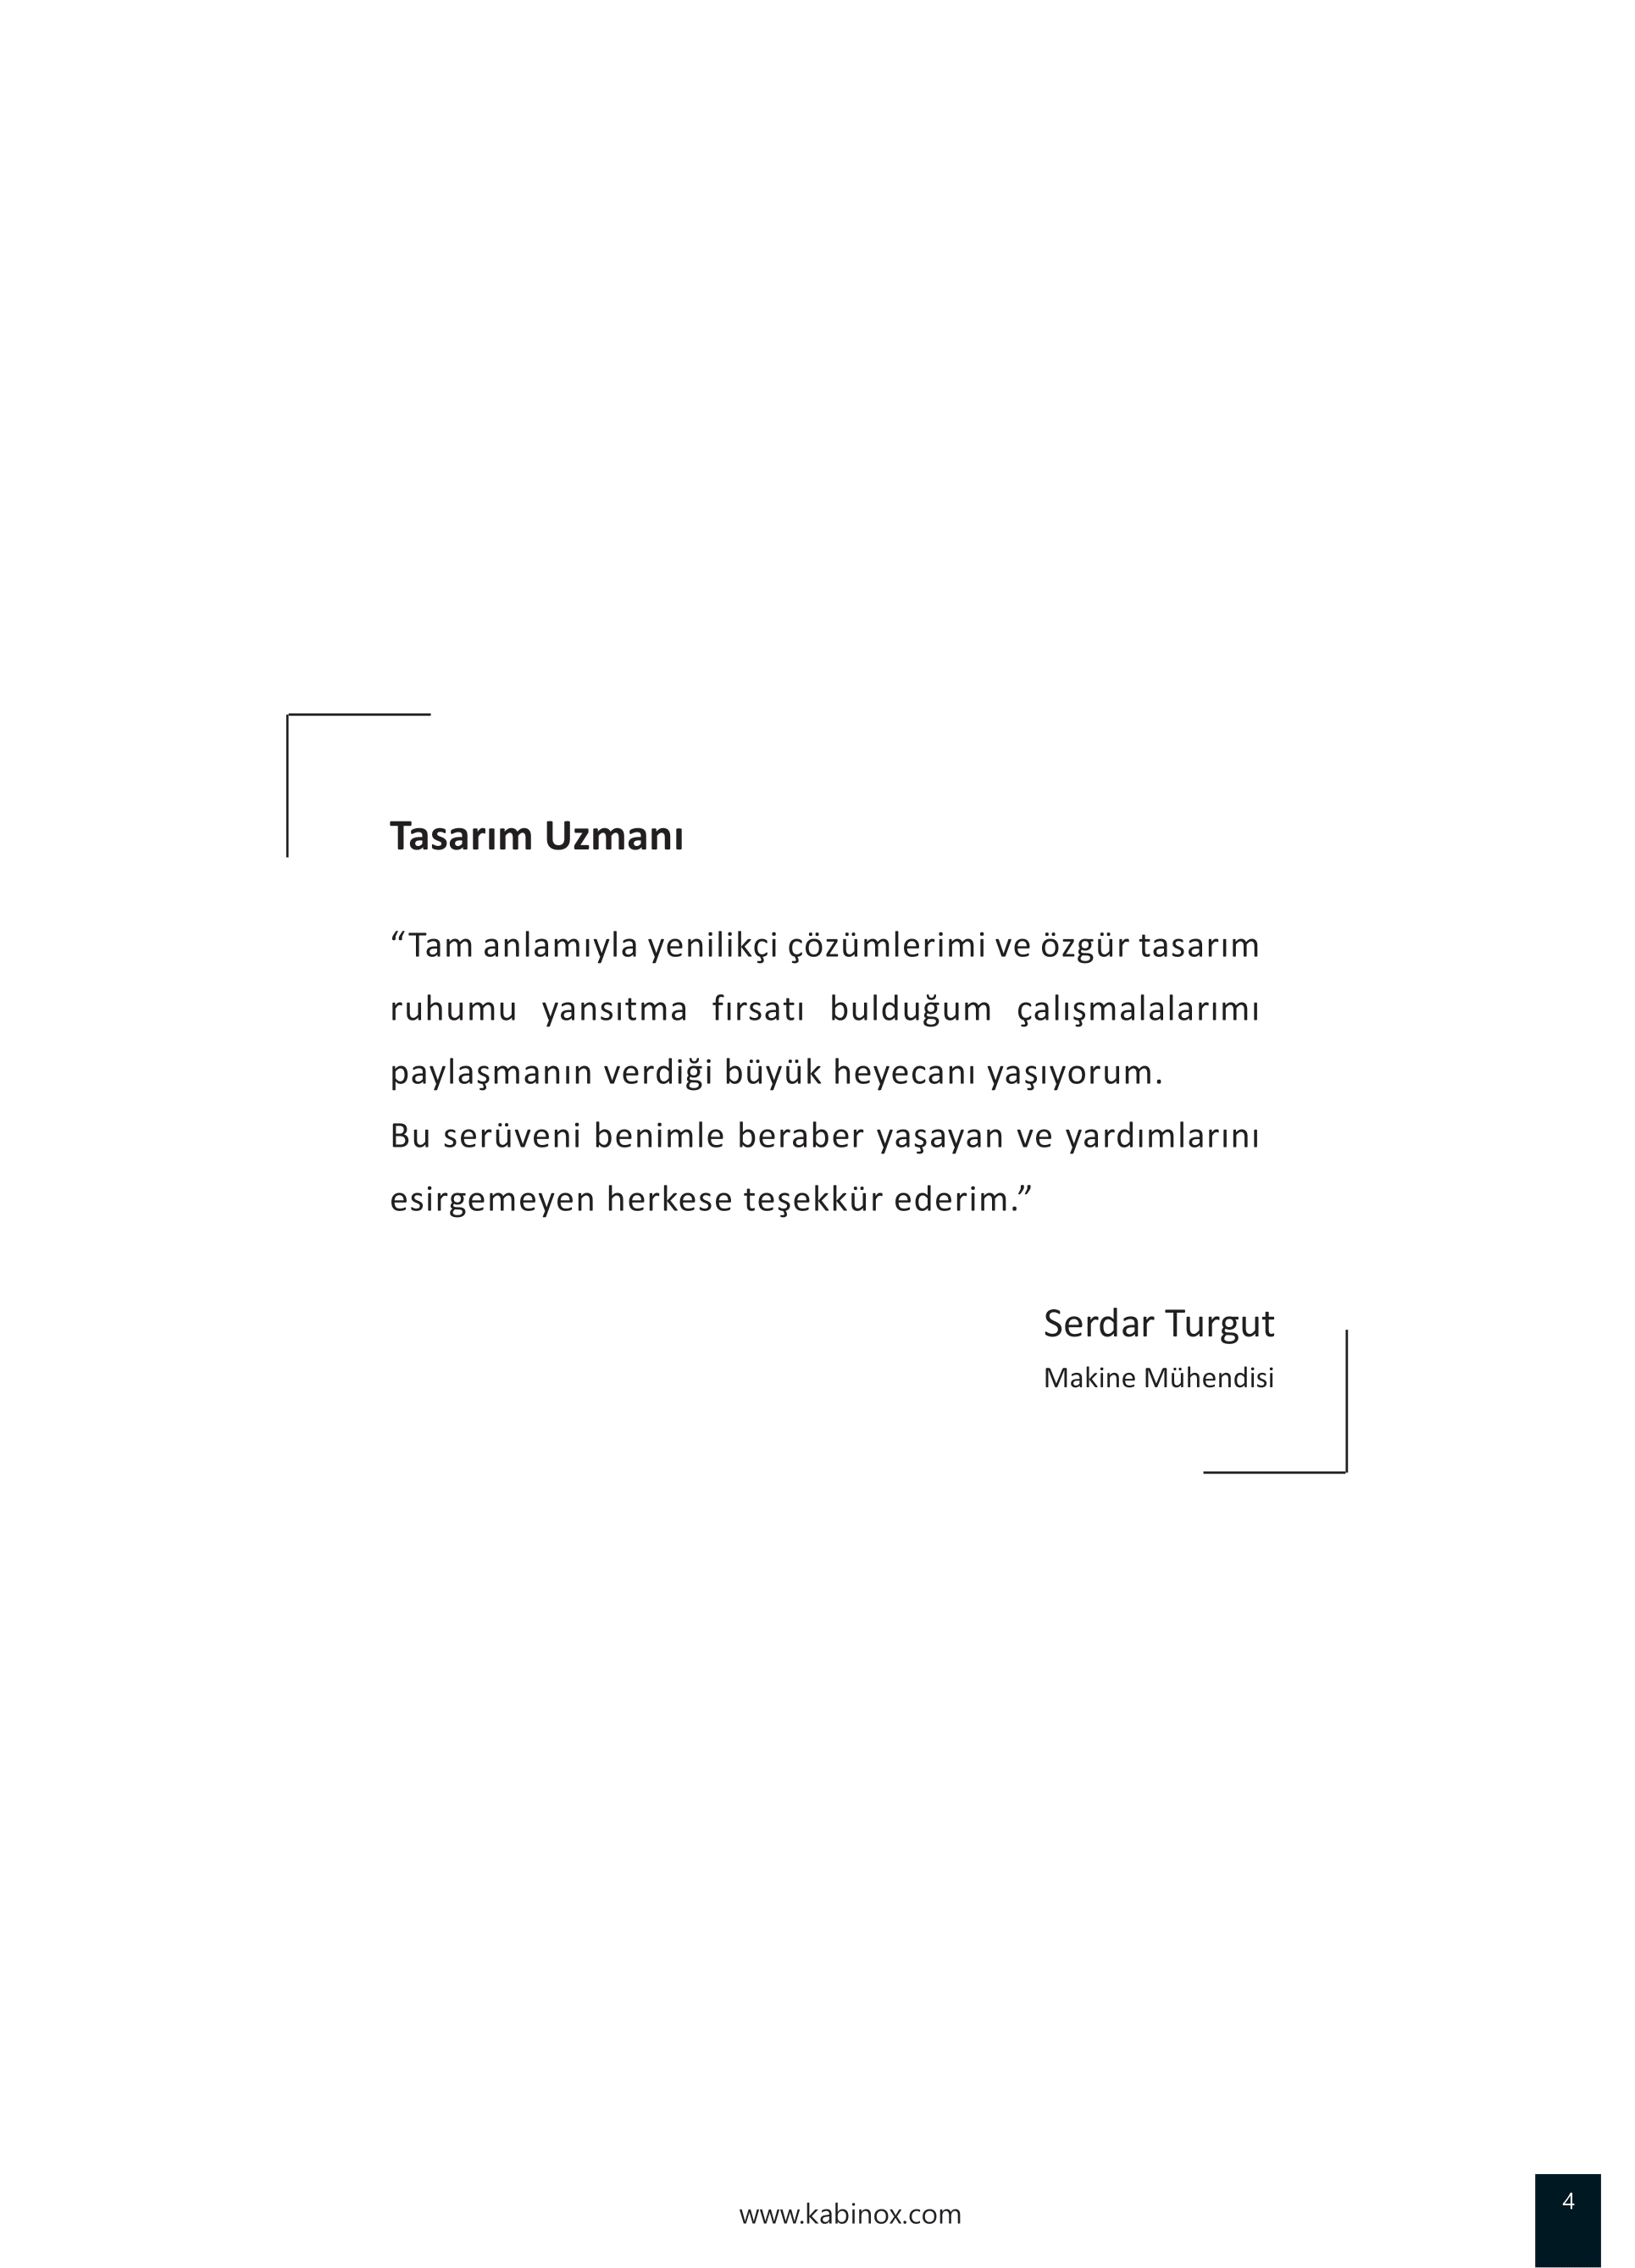 Tasarım Uzmanı
“Tam anlamıyla yenilikçi çözümlerimi ve özgür tasarım
ruhumu yansıtma fırsatı bulduğum çalışmalalarımı
paylaşmanın verdiği büyük heyecanı yaşıyorum.
Bu serüveni benimle beraber yaşayan ve yardımlarını
esirgemeyen herkese teşekkür ederim.”
Serdar Turgut
Makine Mühendisi
www.kabinox.com
4